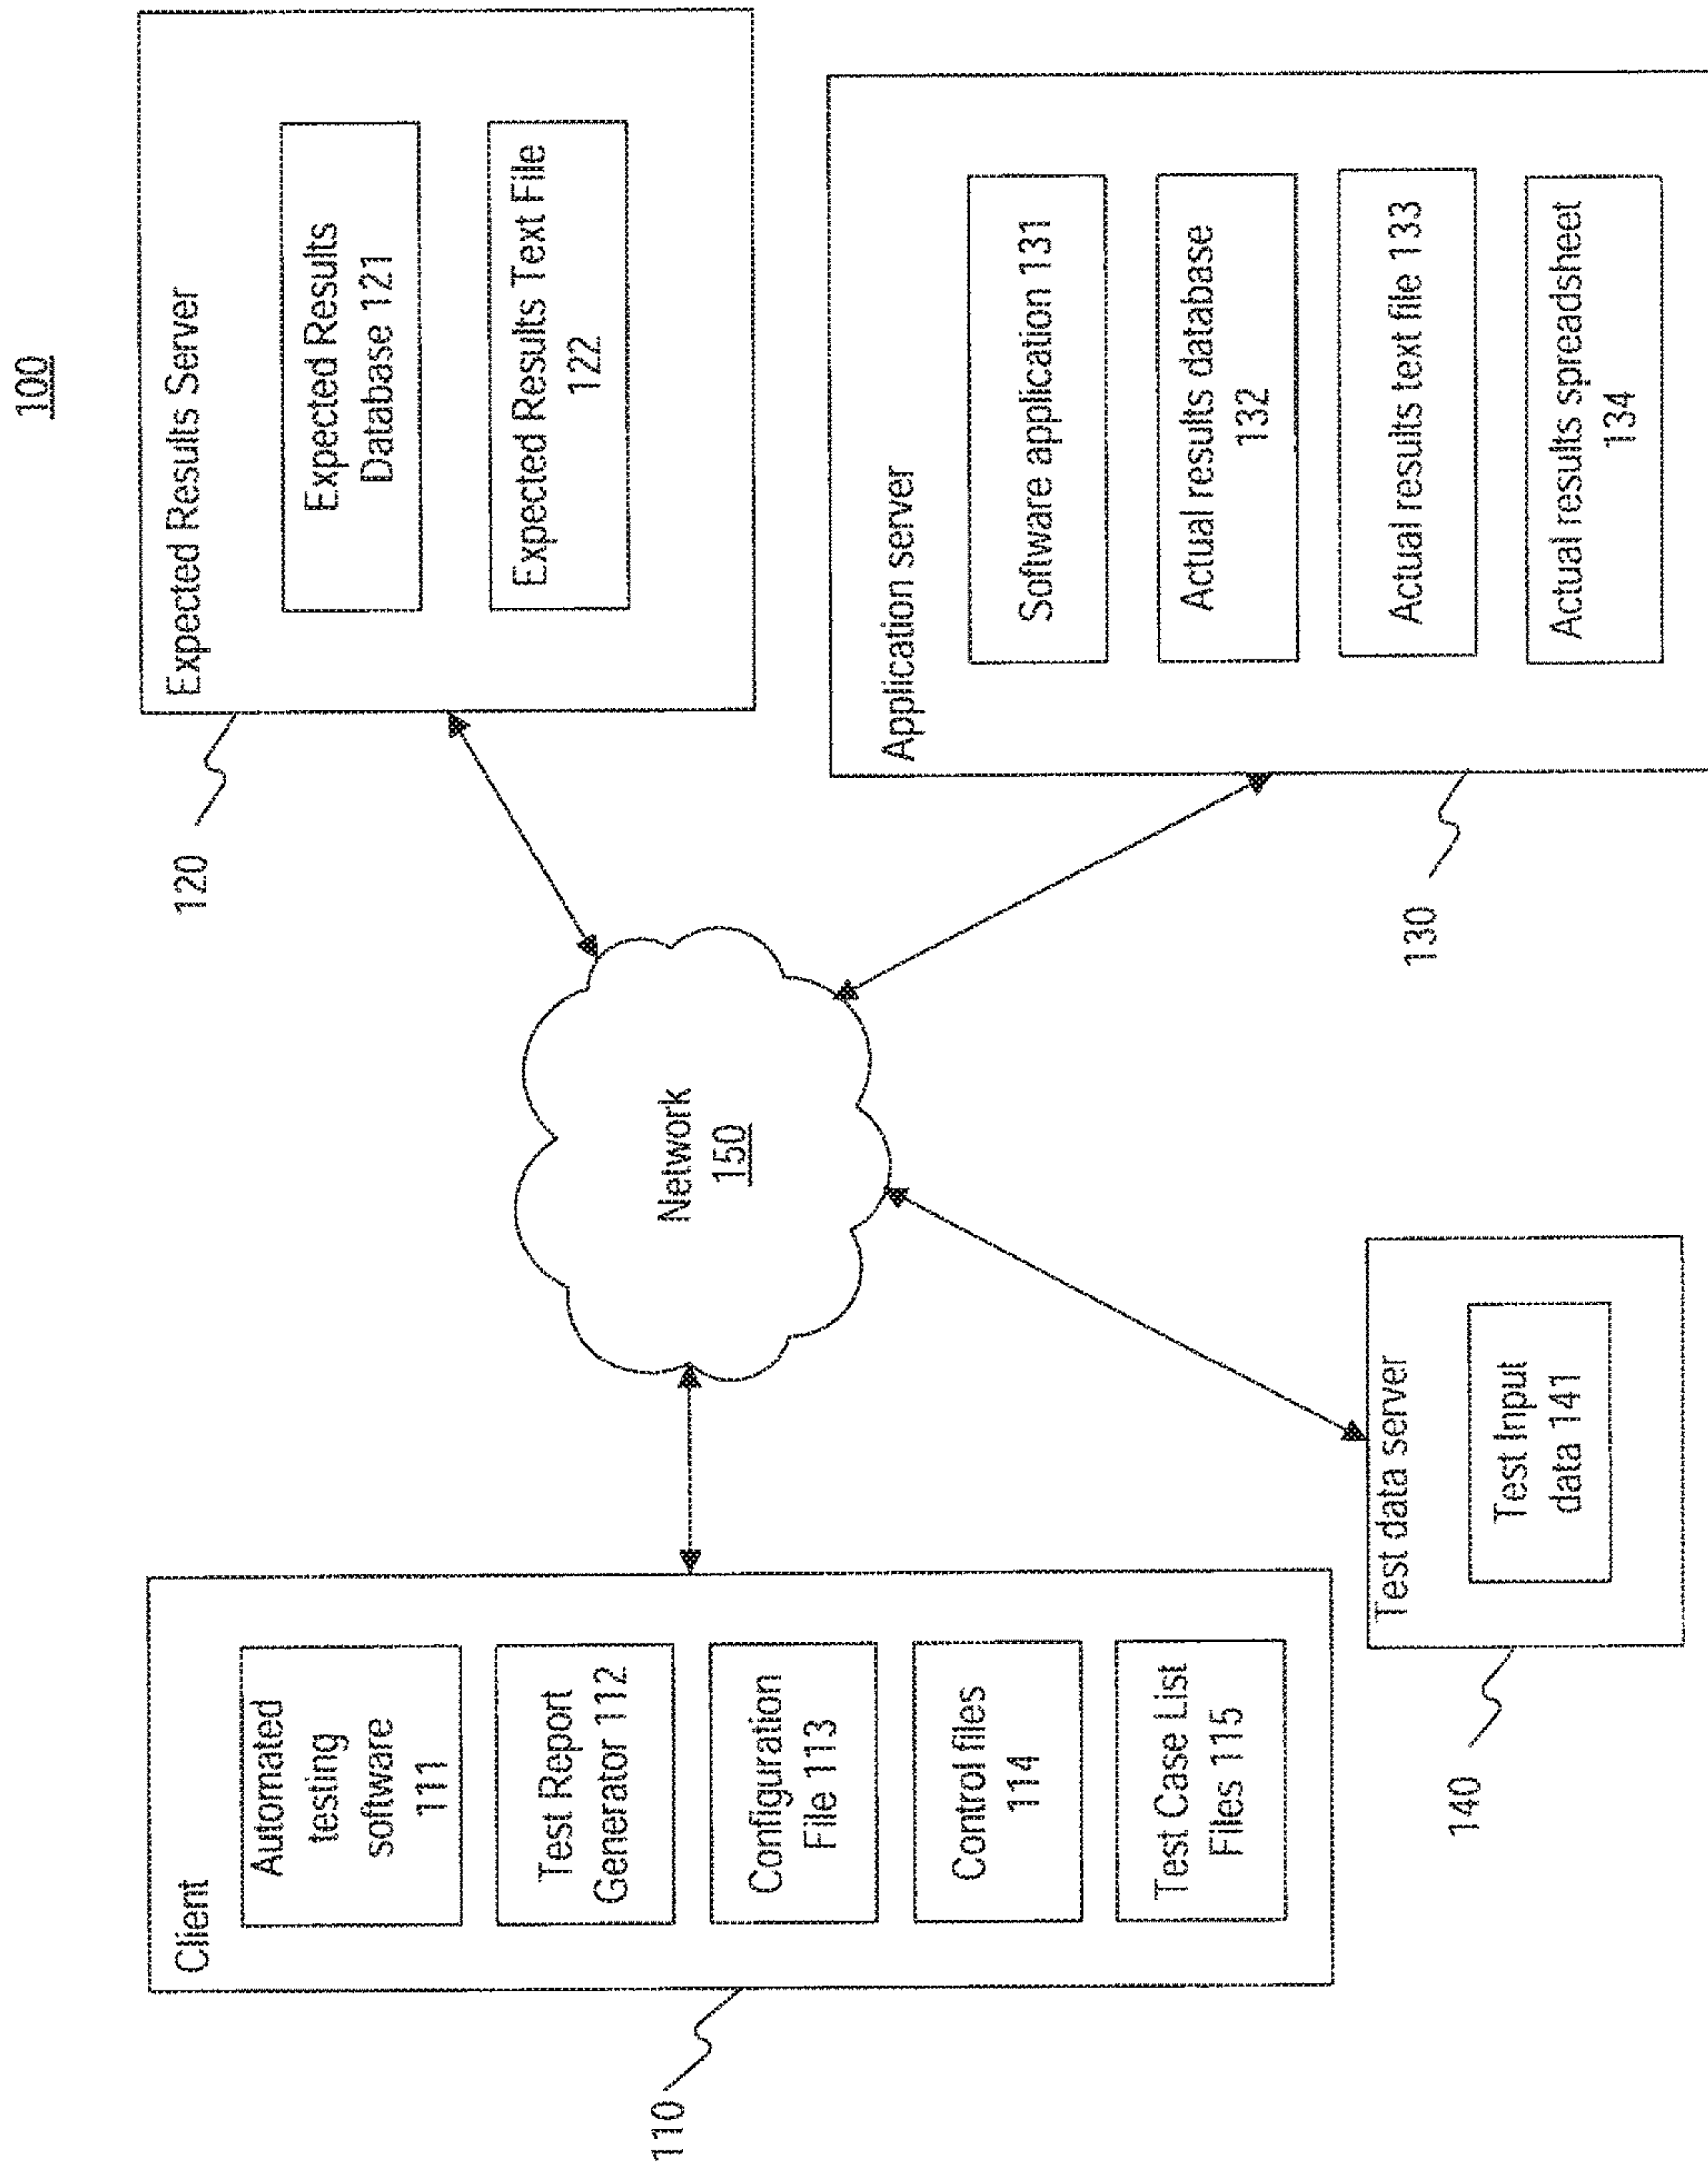 100
Client
Automated
testing
software
111
Test Report
Generator 112
Configuration
File 113
Control files
114
Test Case List
Files 115
110
Network
150
Test data server
Test Input
data 141
140
Expected Results Server
Expected Results
Database 121
Expected Results Text File
122
120
Application server
Software application 131
Actual results database
132
Actual results text file 133
Actual results spreadsheet
134
130